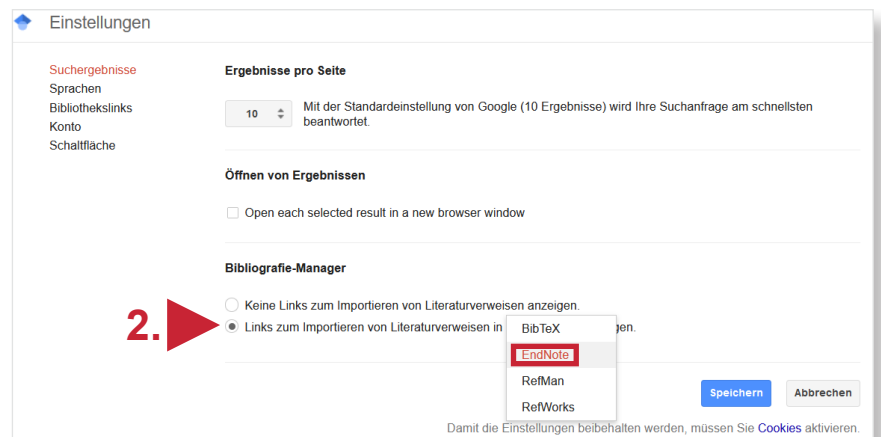 Einstellungen
Suchergebnisse
Sprachen
Bibliothekslinks
Konto
Schaltfläche
Ergebnisse pro Seite
10
Mit der Standardeinstellung von Google (10 Ergebnisse) wird Ihre Suchanfrage am schnellsten
beantwortet.
Öffnen von Ergebnissen
Open each selected result in a new browser window
Bibliografie-Manager
Keine Links zum Importieren von Literaturverweisen anzeigen.
2.
Links zum Importieren von Literaturverweisen in gen.
BibTeX
EndNote
RefMan
RefWorks
Speichern
Abbrechen
Damit die Einstellungen beibehalten werden, müssen Sie Cookies aktivieren.